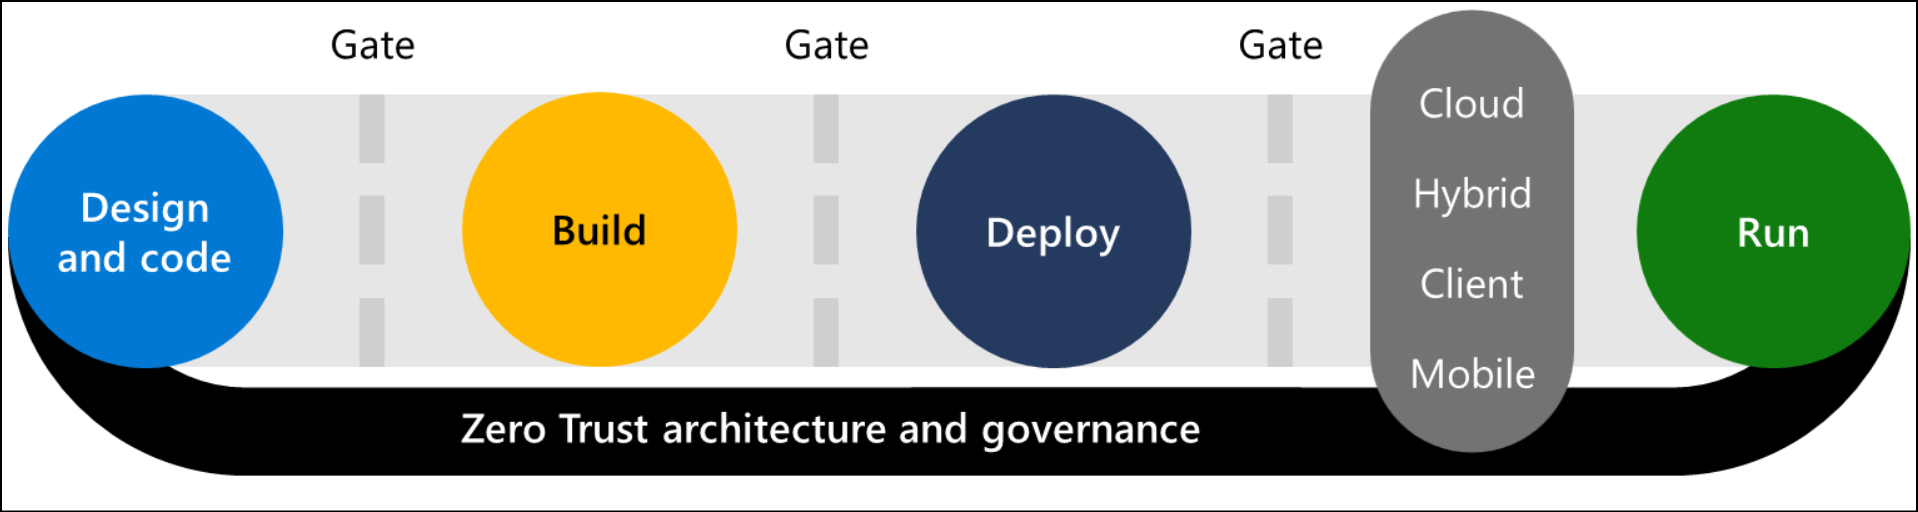 Gate
Gate
Gate
Design
and code
Build
Deploy
Cloud
Hybrid
Client
Mobile
Run
Zero Trust architecture and governance